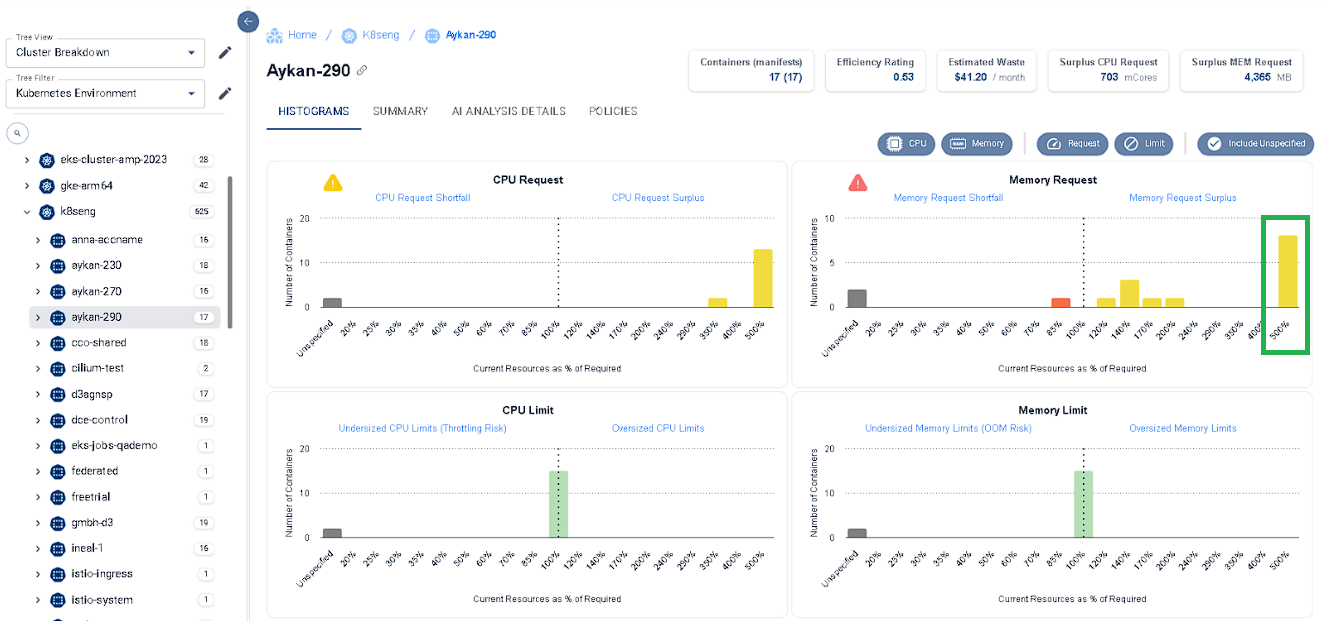 Tree View
Cluster Breakdown
Tree Filter
Kubernetes Environment
eks-cluster-amp-2023 28
gke-arm64 42
k8seng 625
anna-accname 16
aykan-230 18
aykan-270 16
aykan-290 17
cco-shared 18
cilium-test 2
d3agnsp 17
dce-control 19
eks-jobs-qademo 1
federated 1
freetrial 1
gmbh-d3 19
ineal-1 16
istio-ingress 1
istio-system 1
Home / K8seng / Aykan-290
Aykan-290
Containers (manifests)
17 (17)
Efficiency Rating
0.53
Estimated Waste
$41.20 / month
Surplus CPU Request
703 mCores
Surplus MEM Request
4,365 MB
HISTOGRAMS SUMMARY AI ANALYSIS DETAILS POLICIES
CPU Memory Request Limit Include Unspecified
CPU Request
CPU Request Shortfall CPU Request Surplus
Number of Containers
20
10
0
Unspecified 20% 25% 30% 35% 40% 50% 60% 70% 85% 100% 120% 140% 170% 200% 240% 290% 350% 400% 500%
Current Resources as % of Required
Memory Request
Memory Request Shortfall Memory Request Surplus
Number of Containers
10
5
0
Unspecified 20% 25% 30% 35% 40% 50% 60% 70% 85% 100% 120% 140% 170% 200% 240% 290% 353% 400% 500%
Current Resources as % of Required
CPU Limit
Undersized CPU Limits (Throttling Risk) Oversized CPU Limits
Number of Containers
20
10
0
Unspecified 20% 25% 30% 35% 40% 50% 60% 70% 85% 100% 120% 140% 170% 200% 240% 290% 350% 400% 500%
Current Resources as % of Required
Memory Limit
Undersized Memory Limits (OOM Risk) Oversized Memory Limits
Number of Containers
20
10
0
Unspecified 20% 25% 30% 35% 40% 50% 60% 70% 85% 100% 120% 140% 170% 200% 240% 290% 350% 400% 500%
Current Resources as % of Required